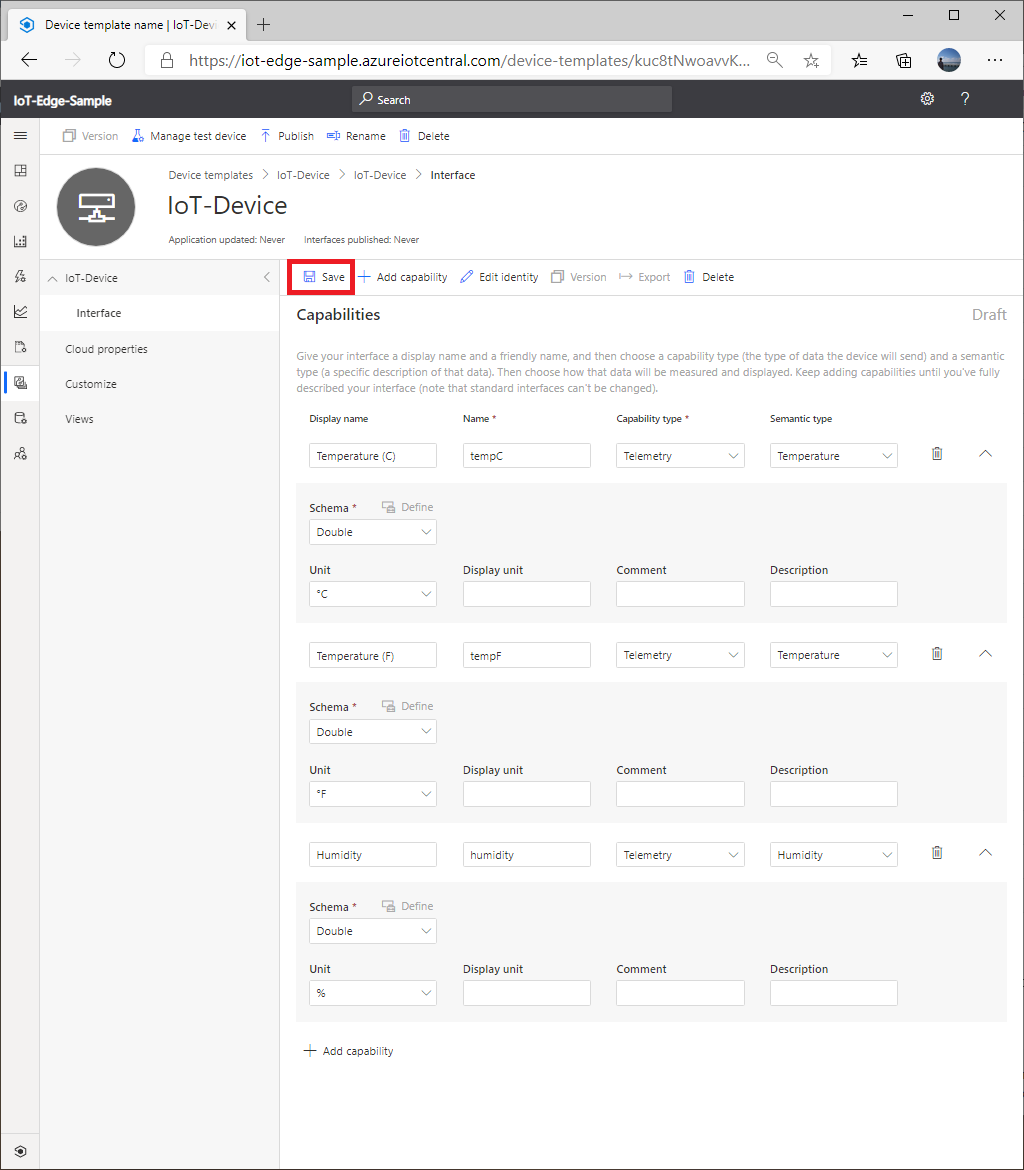 Device template name | IoT-Devi
https://iot-edge-sample.azureiotcentral.com/device-templates/kuc8tNwoavvK...
IoT-Edge-Sample
Search
?
Version Manage test device Publish Rename Delete
Device templates > IoT-Device > IoT-Device > Interface
IoT-Device
Application updated: Never Interfaces published: Never
IoT-Device
Interface
Cloud properties
Customize
Views
Save Add capability Edit identity Version Export Delete
Capabilities Draft
Give your interface a display name and a friendly name, and then choose a capability type (the type of data the device will send) and a semantic
type (a specific description of that data). Then choose how that data will be measured and displayed. Keep adding capabilities until you've fully
described your interface (note that standard interfaces can't be changed).
Display name Name * Capability type * Semantic type
Temperature (C) tempC Telemetry Temperature
Schema * Define
Double
Unit Display unit Comment Description
°C
Temperature (F) tempF Telemetry Temperature
Schema * Define
Double
Unit Display unit Comment Description
°F
Humidity humidity Telemetry Humidity
Schema * Define
Double
Unit Display unit Comment Description
%
Add capability